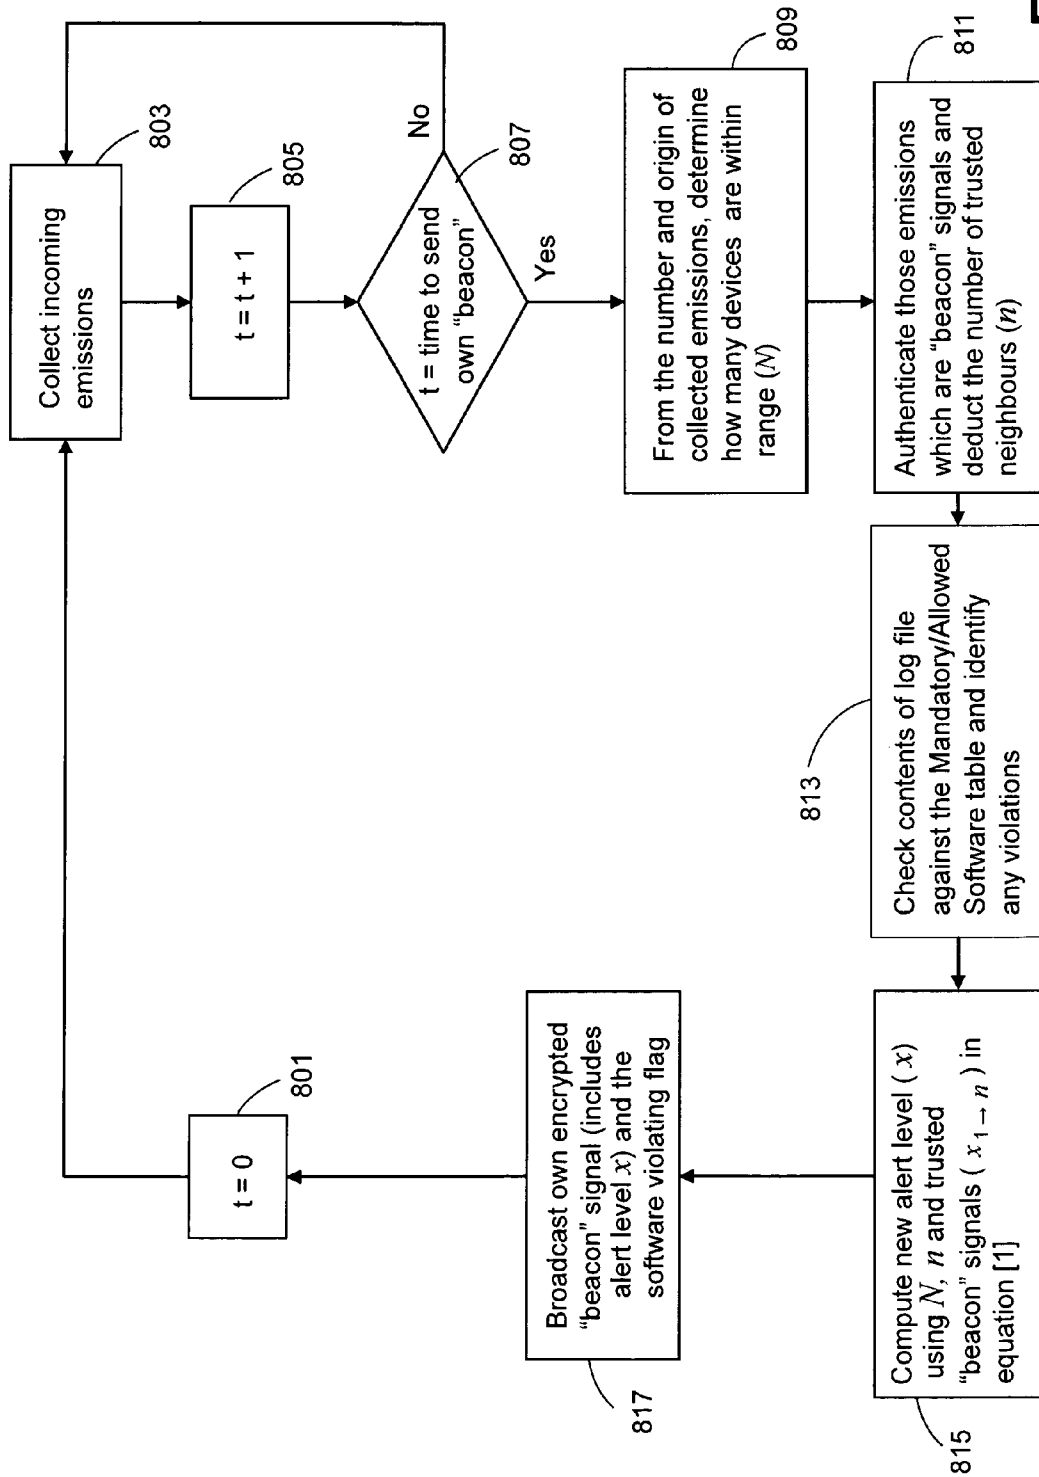 t = 0
801
Collect incoming
emissions
803
t = t + 1
805
t = time to send
own “beacon”
807
No
Yes
From the number and origin of
collected emissions, determine
how many devices are within
range (N)
809
Authenticate those emissions
which are “beacon” signals and
deduct the number of trusted
neighbours (n)
811
Check contents of log file
against the Mandatory/Allowed
Software table and identify
any violations
813
Compute new alert level (x)
using N, n and trusted
“beacon” signals ( x 1→ n ) in
equation [1]
815
Broadcast own encrypted
“beacon” signal (includes
alert level x) and the
software violating flag
817